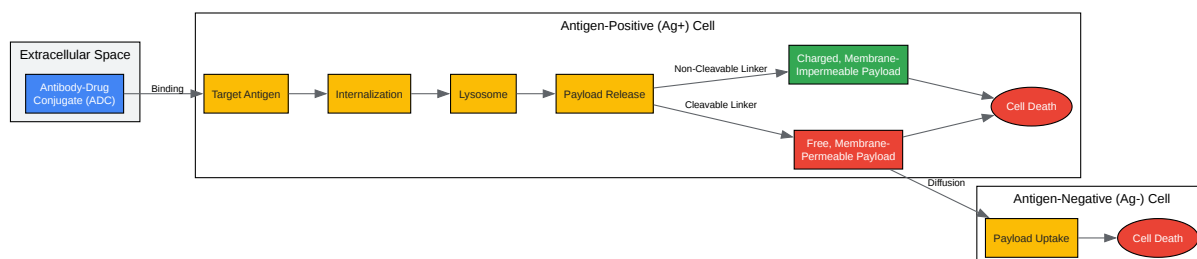 Antigen-Positive (Ag+) Cell
Extracellular Space
Antibody-Drug
Conjugate (ADC)
Binding
Target Antigen
Internalization
Lysosome
Payload Release
Non-Cleavable Linker
Cleavable Linker
Charged, Membrane-
Impermeable Payload
Free, Membrane-
Permeable Payload
Cell Death
Diffusion
Antigen-Negative (Ag-) Cell
Payload Uptake
Cell Death